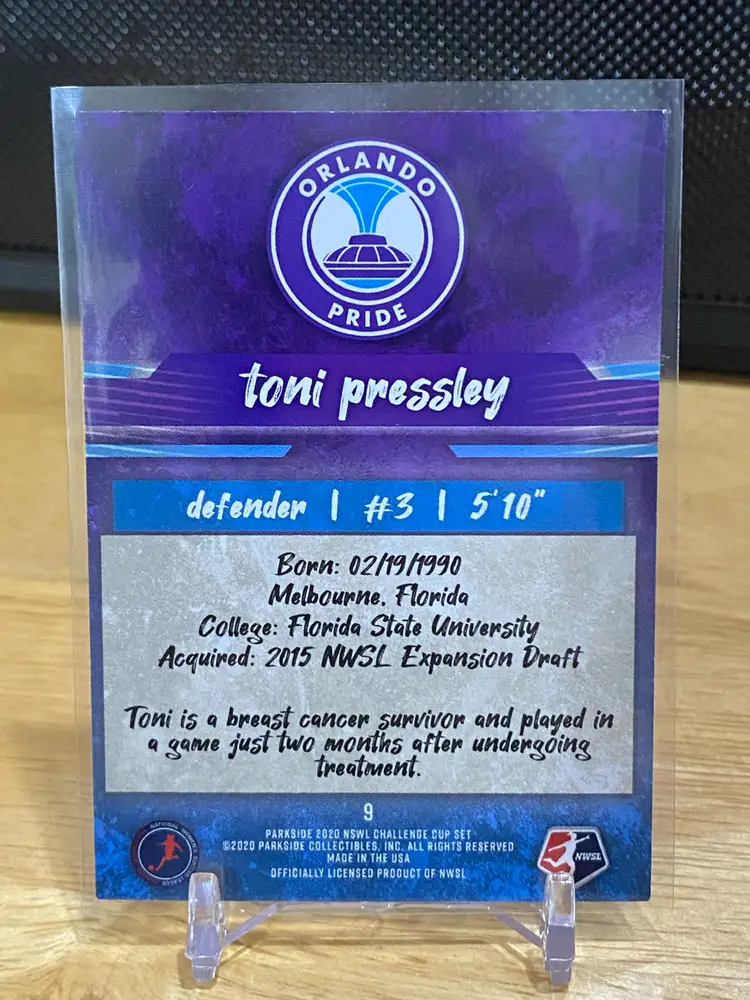 ORLANDO
PRIDE
toni pressley
defender | #3 | 5'10"
Born: 02/19/1990
Melbourne, Florida
College: Florida State University
Acquired: 2015 NWSL Expansion Draft
Toni is a breast cancer survivor and played in
a game just two months after undergoing
treatment.
9
PARKSIDE 2020 NSWL CHALLENGE CUP SET
©2020 PARKSIDE COLLECTIBLES, INC. ALL RIGHTS RESERVED
MADE IN THE USA
OFFICIALLY LICENSED PRODUCT OF NWSL
NATIONAL WOMEN'S
NWSL